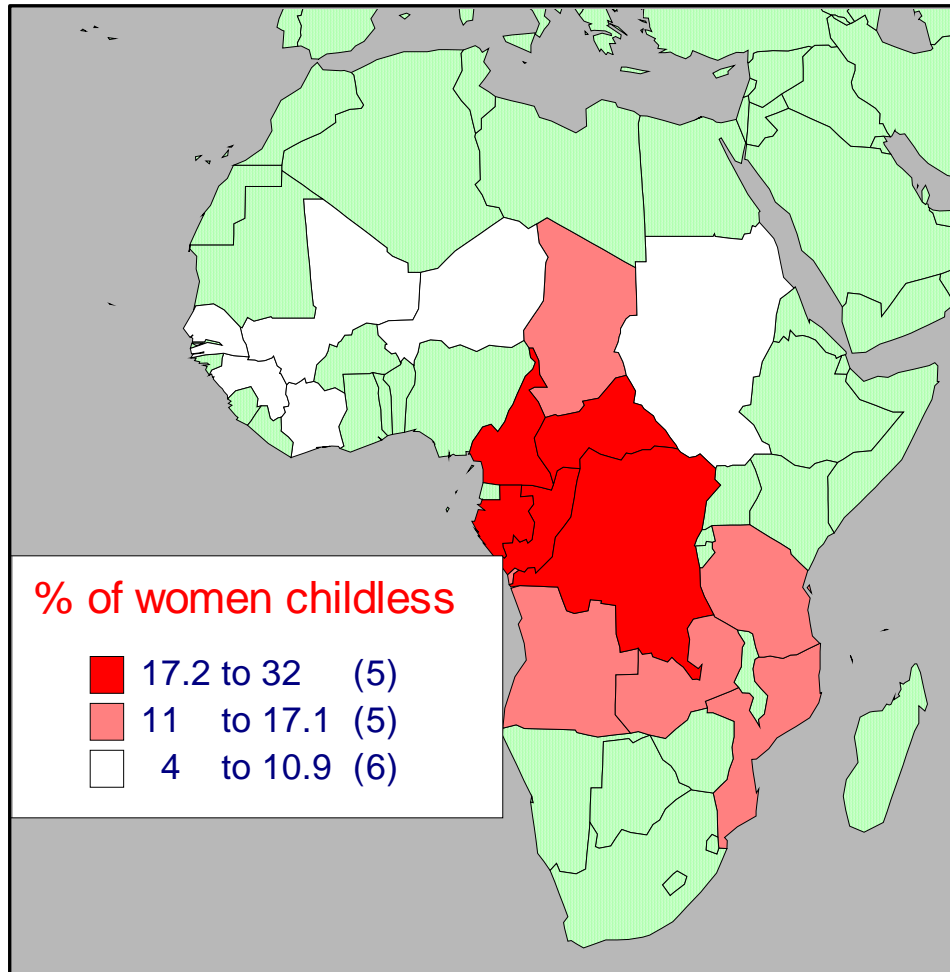 % of women childless
17.2 to 32 (5)
11 to 17.1 (5)
4 to 10.9 (6)